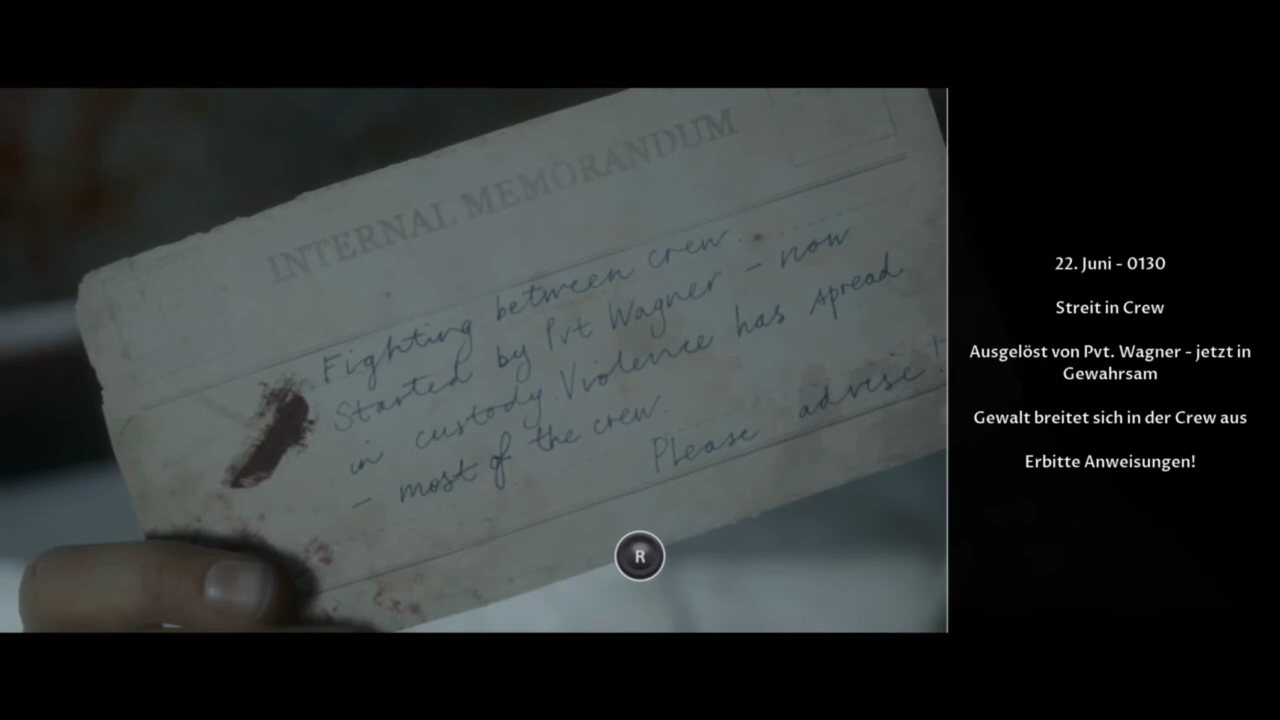 INTERNAL MEMORANDUM
Fighting between crew.
Started by Pvt Wagner - now
in custody. Violence has spread
- most of the crew.
Please advise!
R
22. Juni - 0130
Streit in Crew
Ausgelöst von Pvt. Wagner - jetzt in
Gewahrsam
Gewalt breitet sich in der Crew aus
Erbitte Anweisungen!